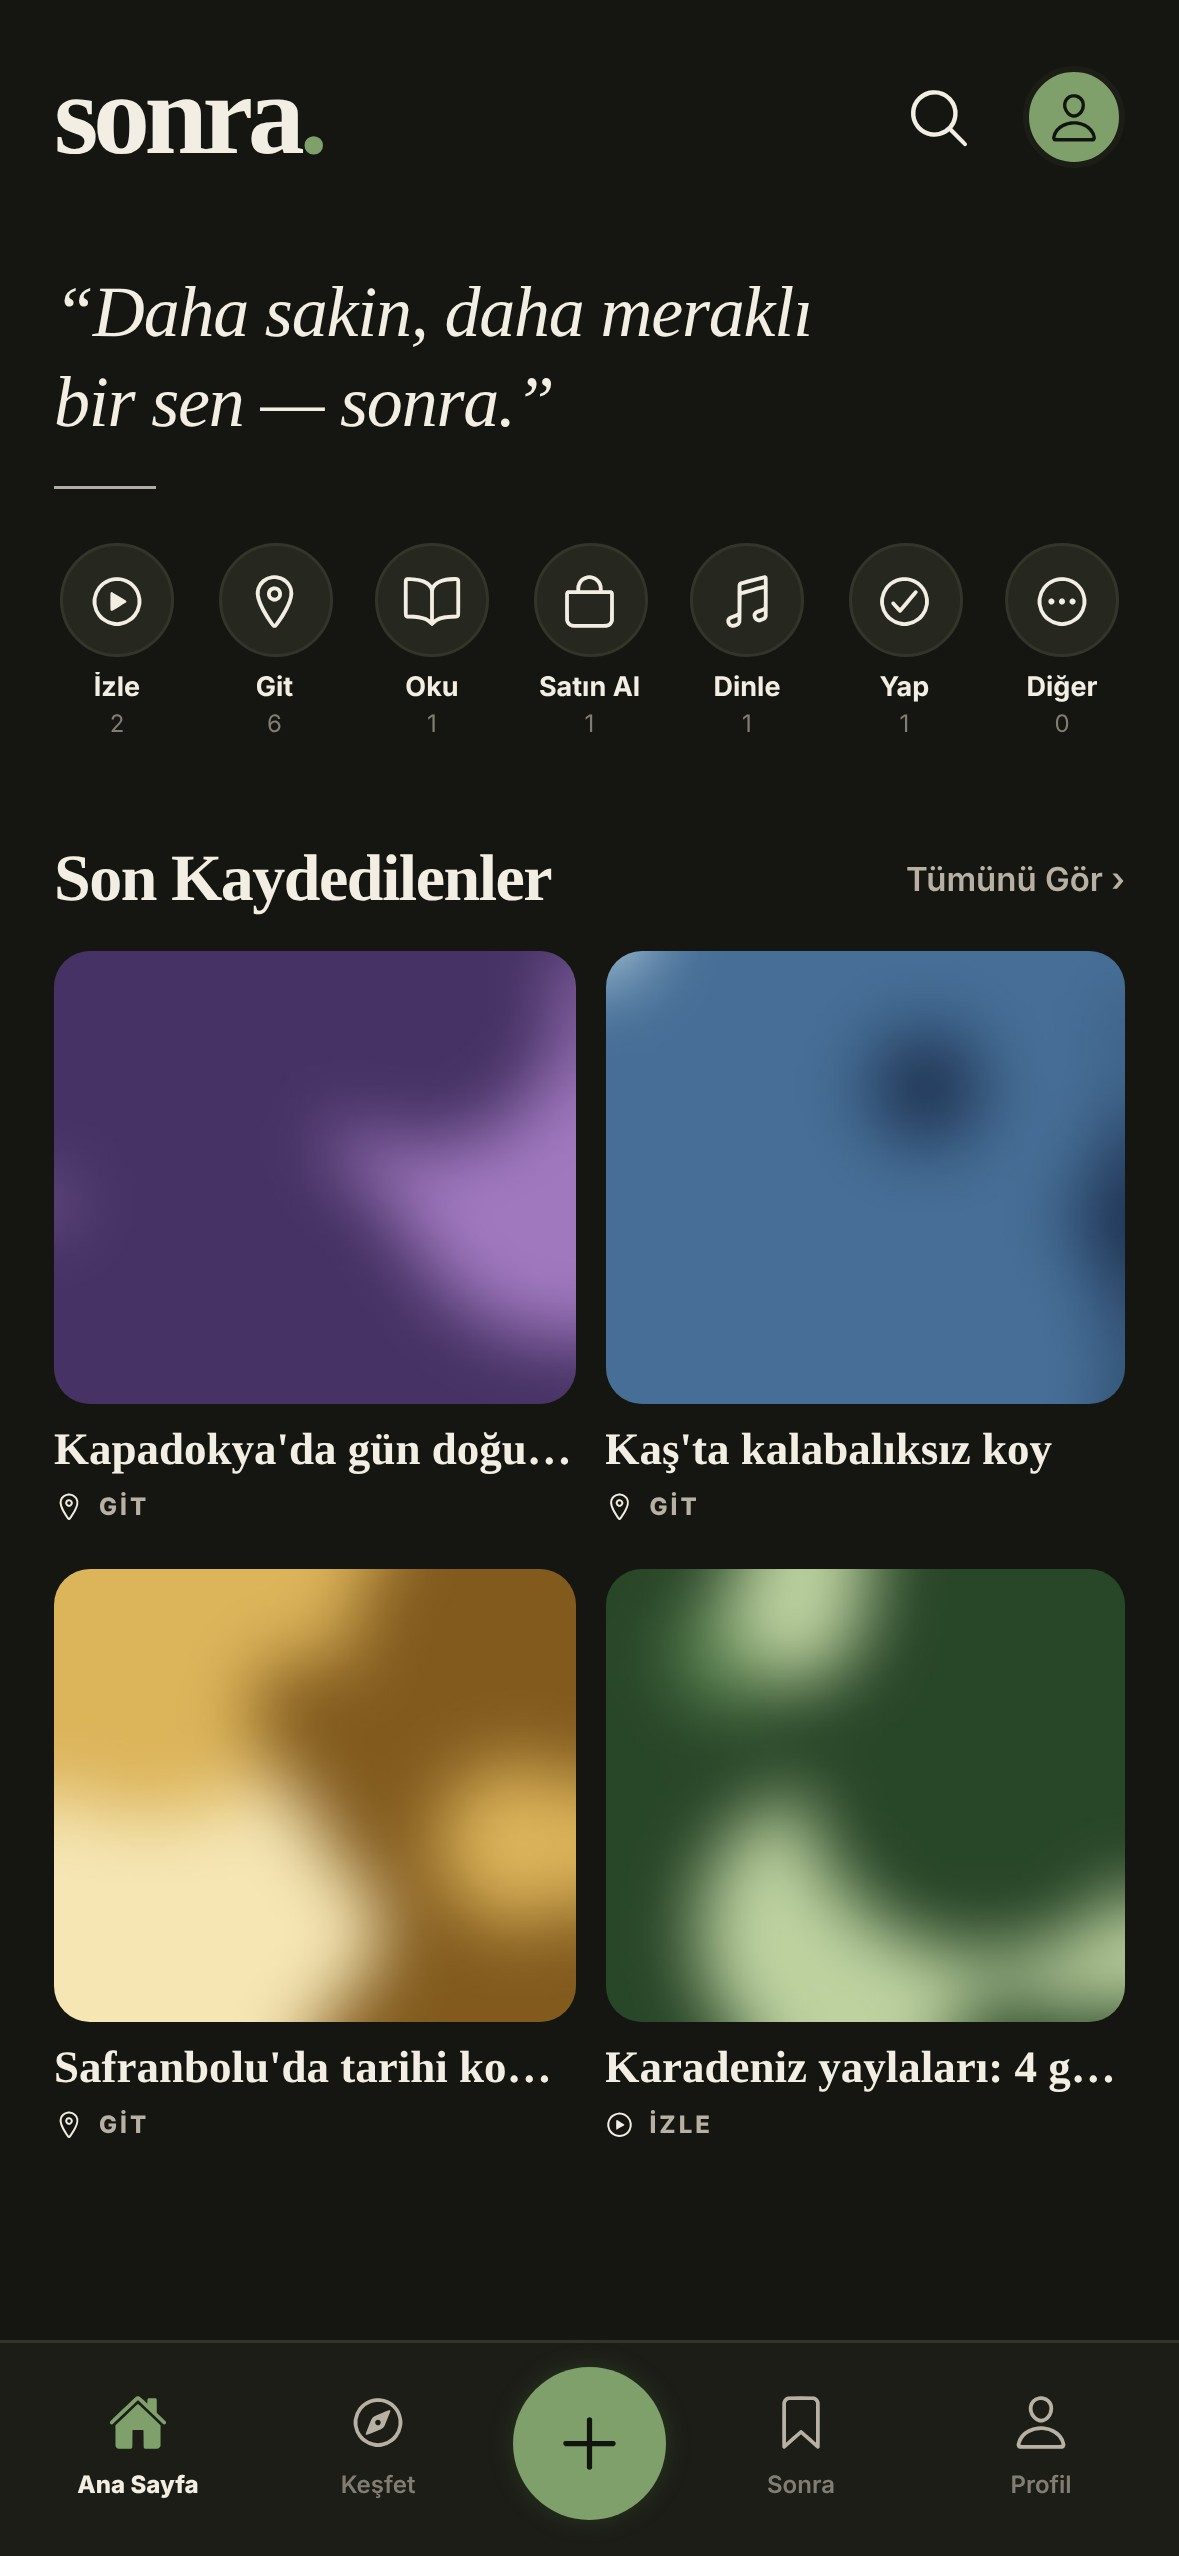 sonra.
“Daha sakin, daha meraklı
bir sen — sonra.”
İzle
2
Git
6
Oku
1
Satın Al
1
Dinle
1
Yap
1
Diğer
0
Son Kaydedilenler
Tümünü Gör ›
Kapadokya'da gün doğu…
GİT
Kaş'ta kalabalıksız koy
GİT
Safranbolu'da tarihi ko…
GİT
Karadeniz yaylaları: 4 g…
İZLE
Ana Sayfa
Keşfet
Sonra
Profil